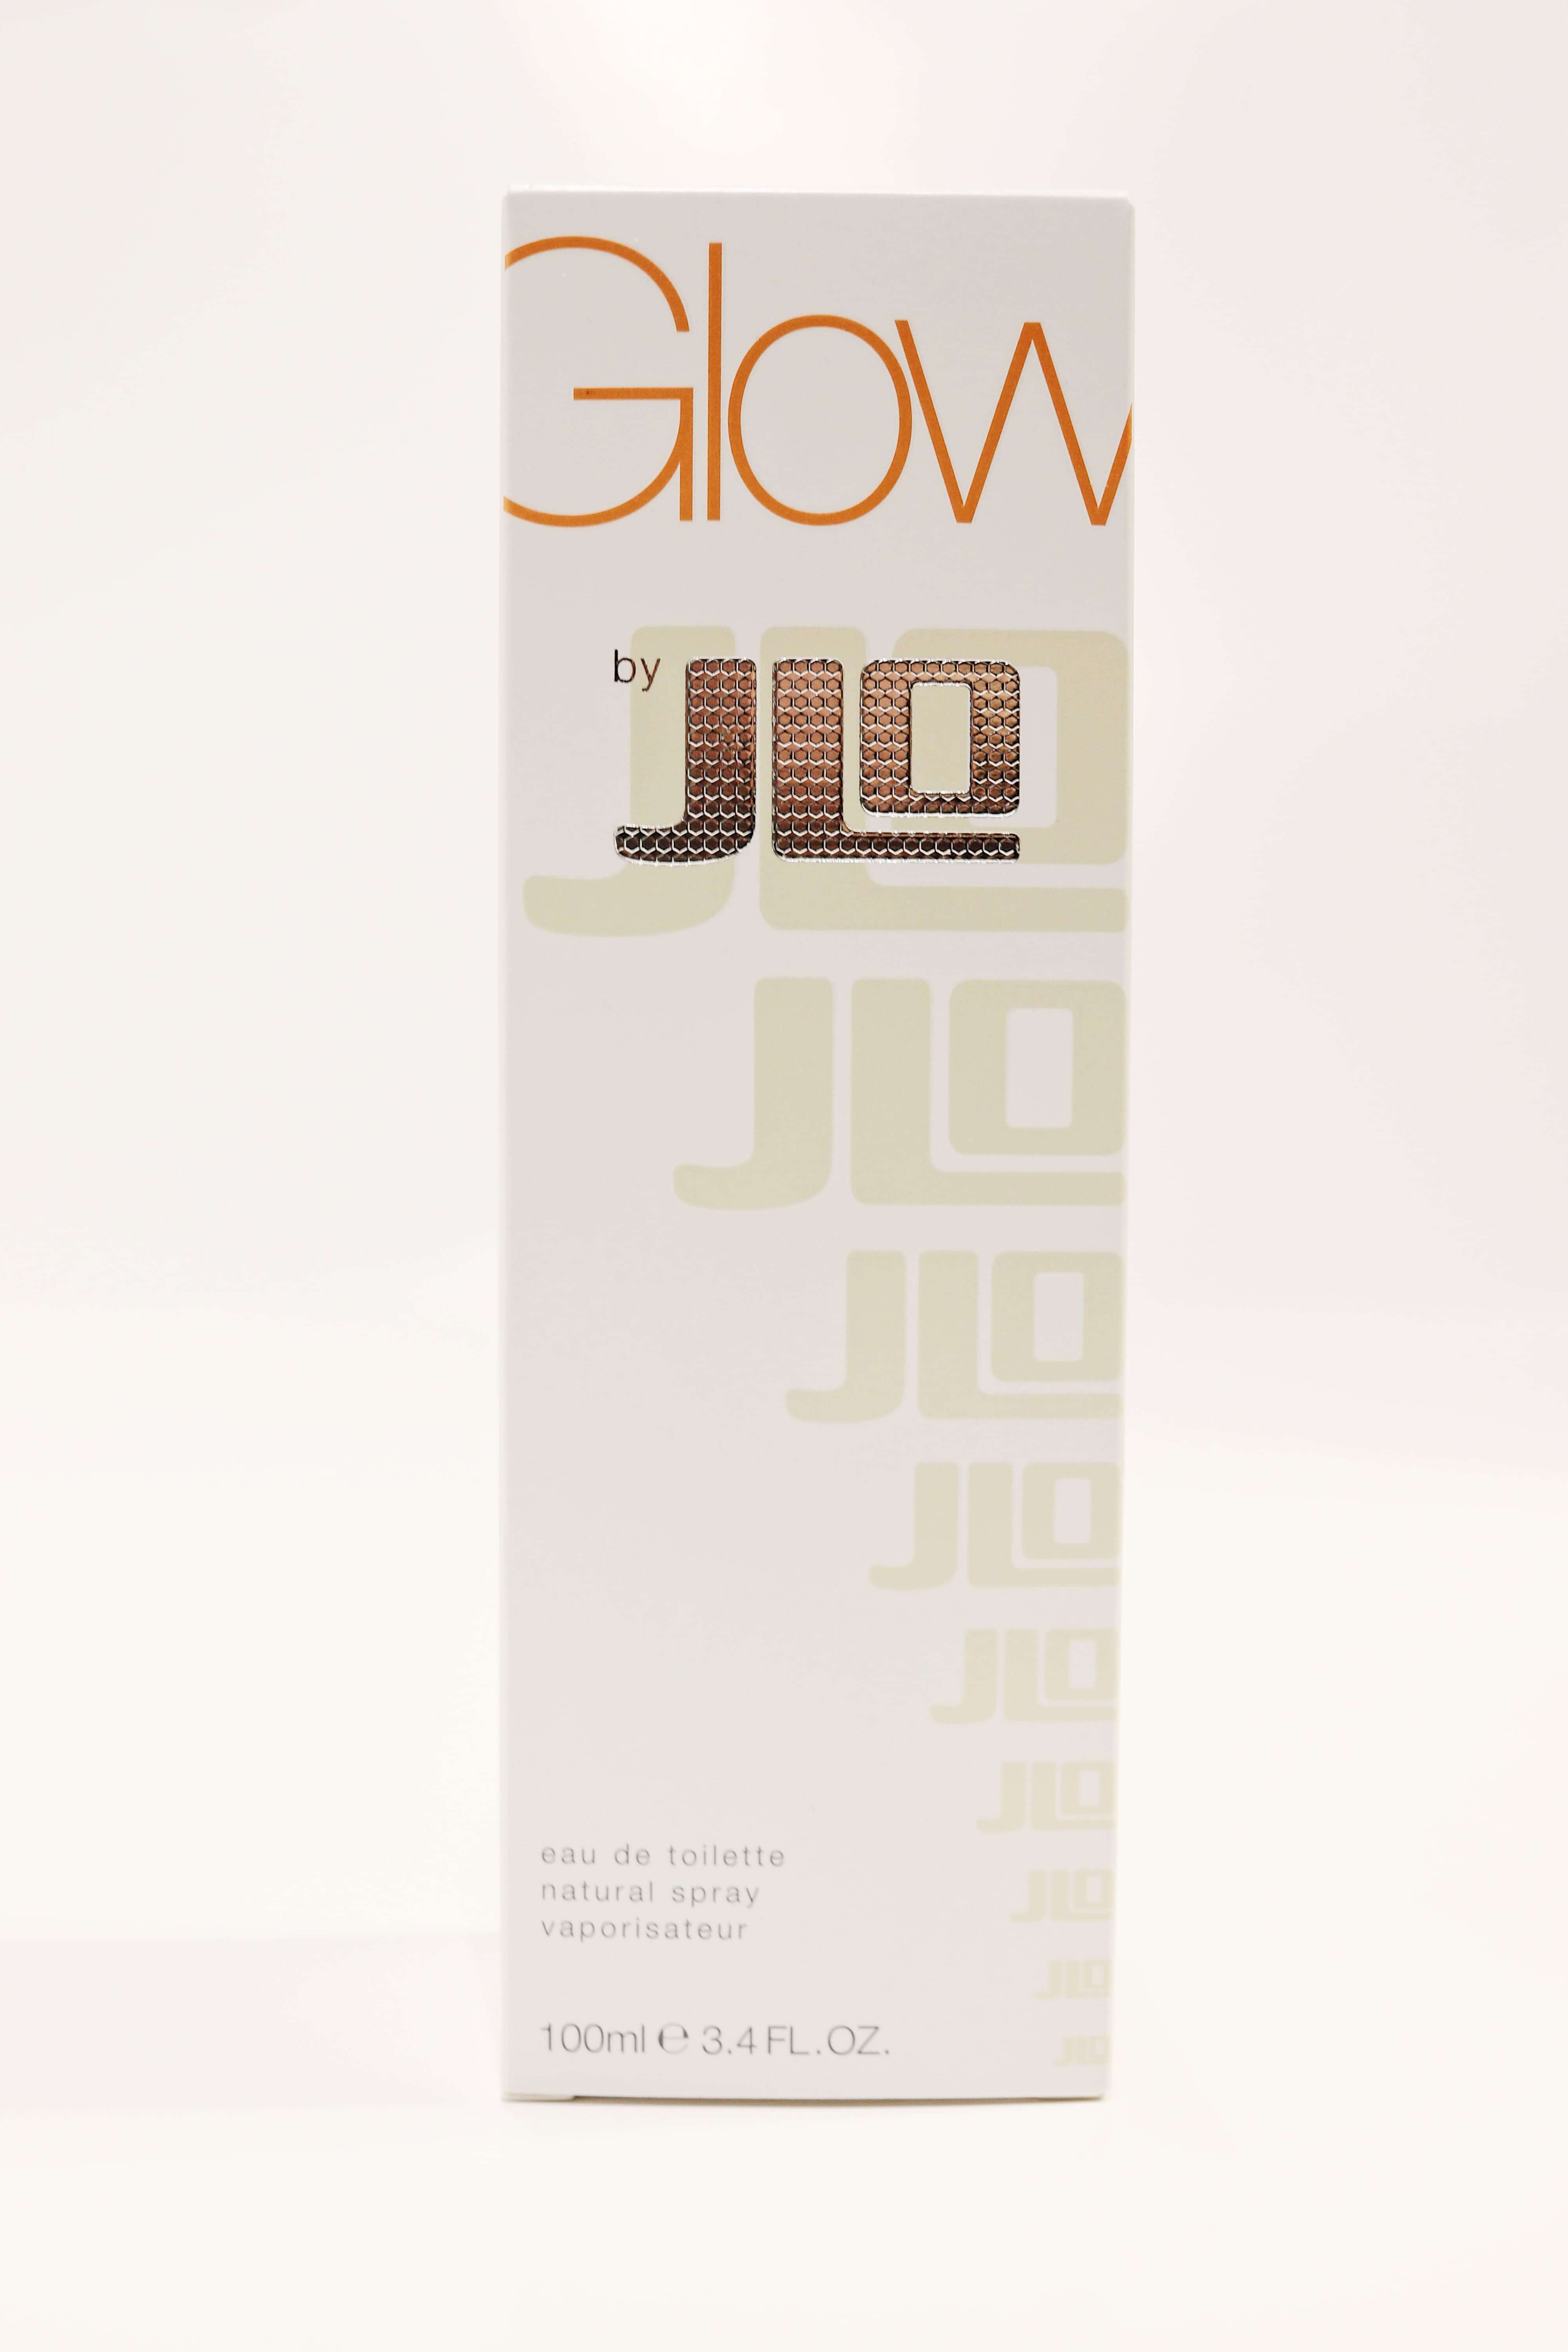 Glow
by JLO
JLO
JLO
JLO
JLO
JLO
JLO
JLO
JLO
JLO
eau de toilette
natural spray
vaporisateur
100ml ℮ 3.4 FL.OZ.